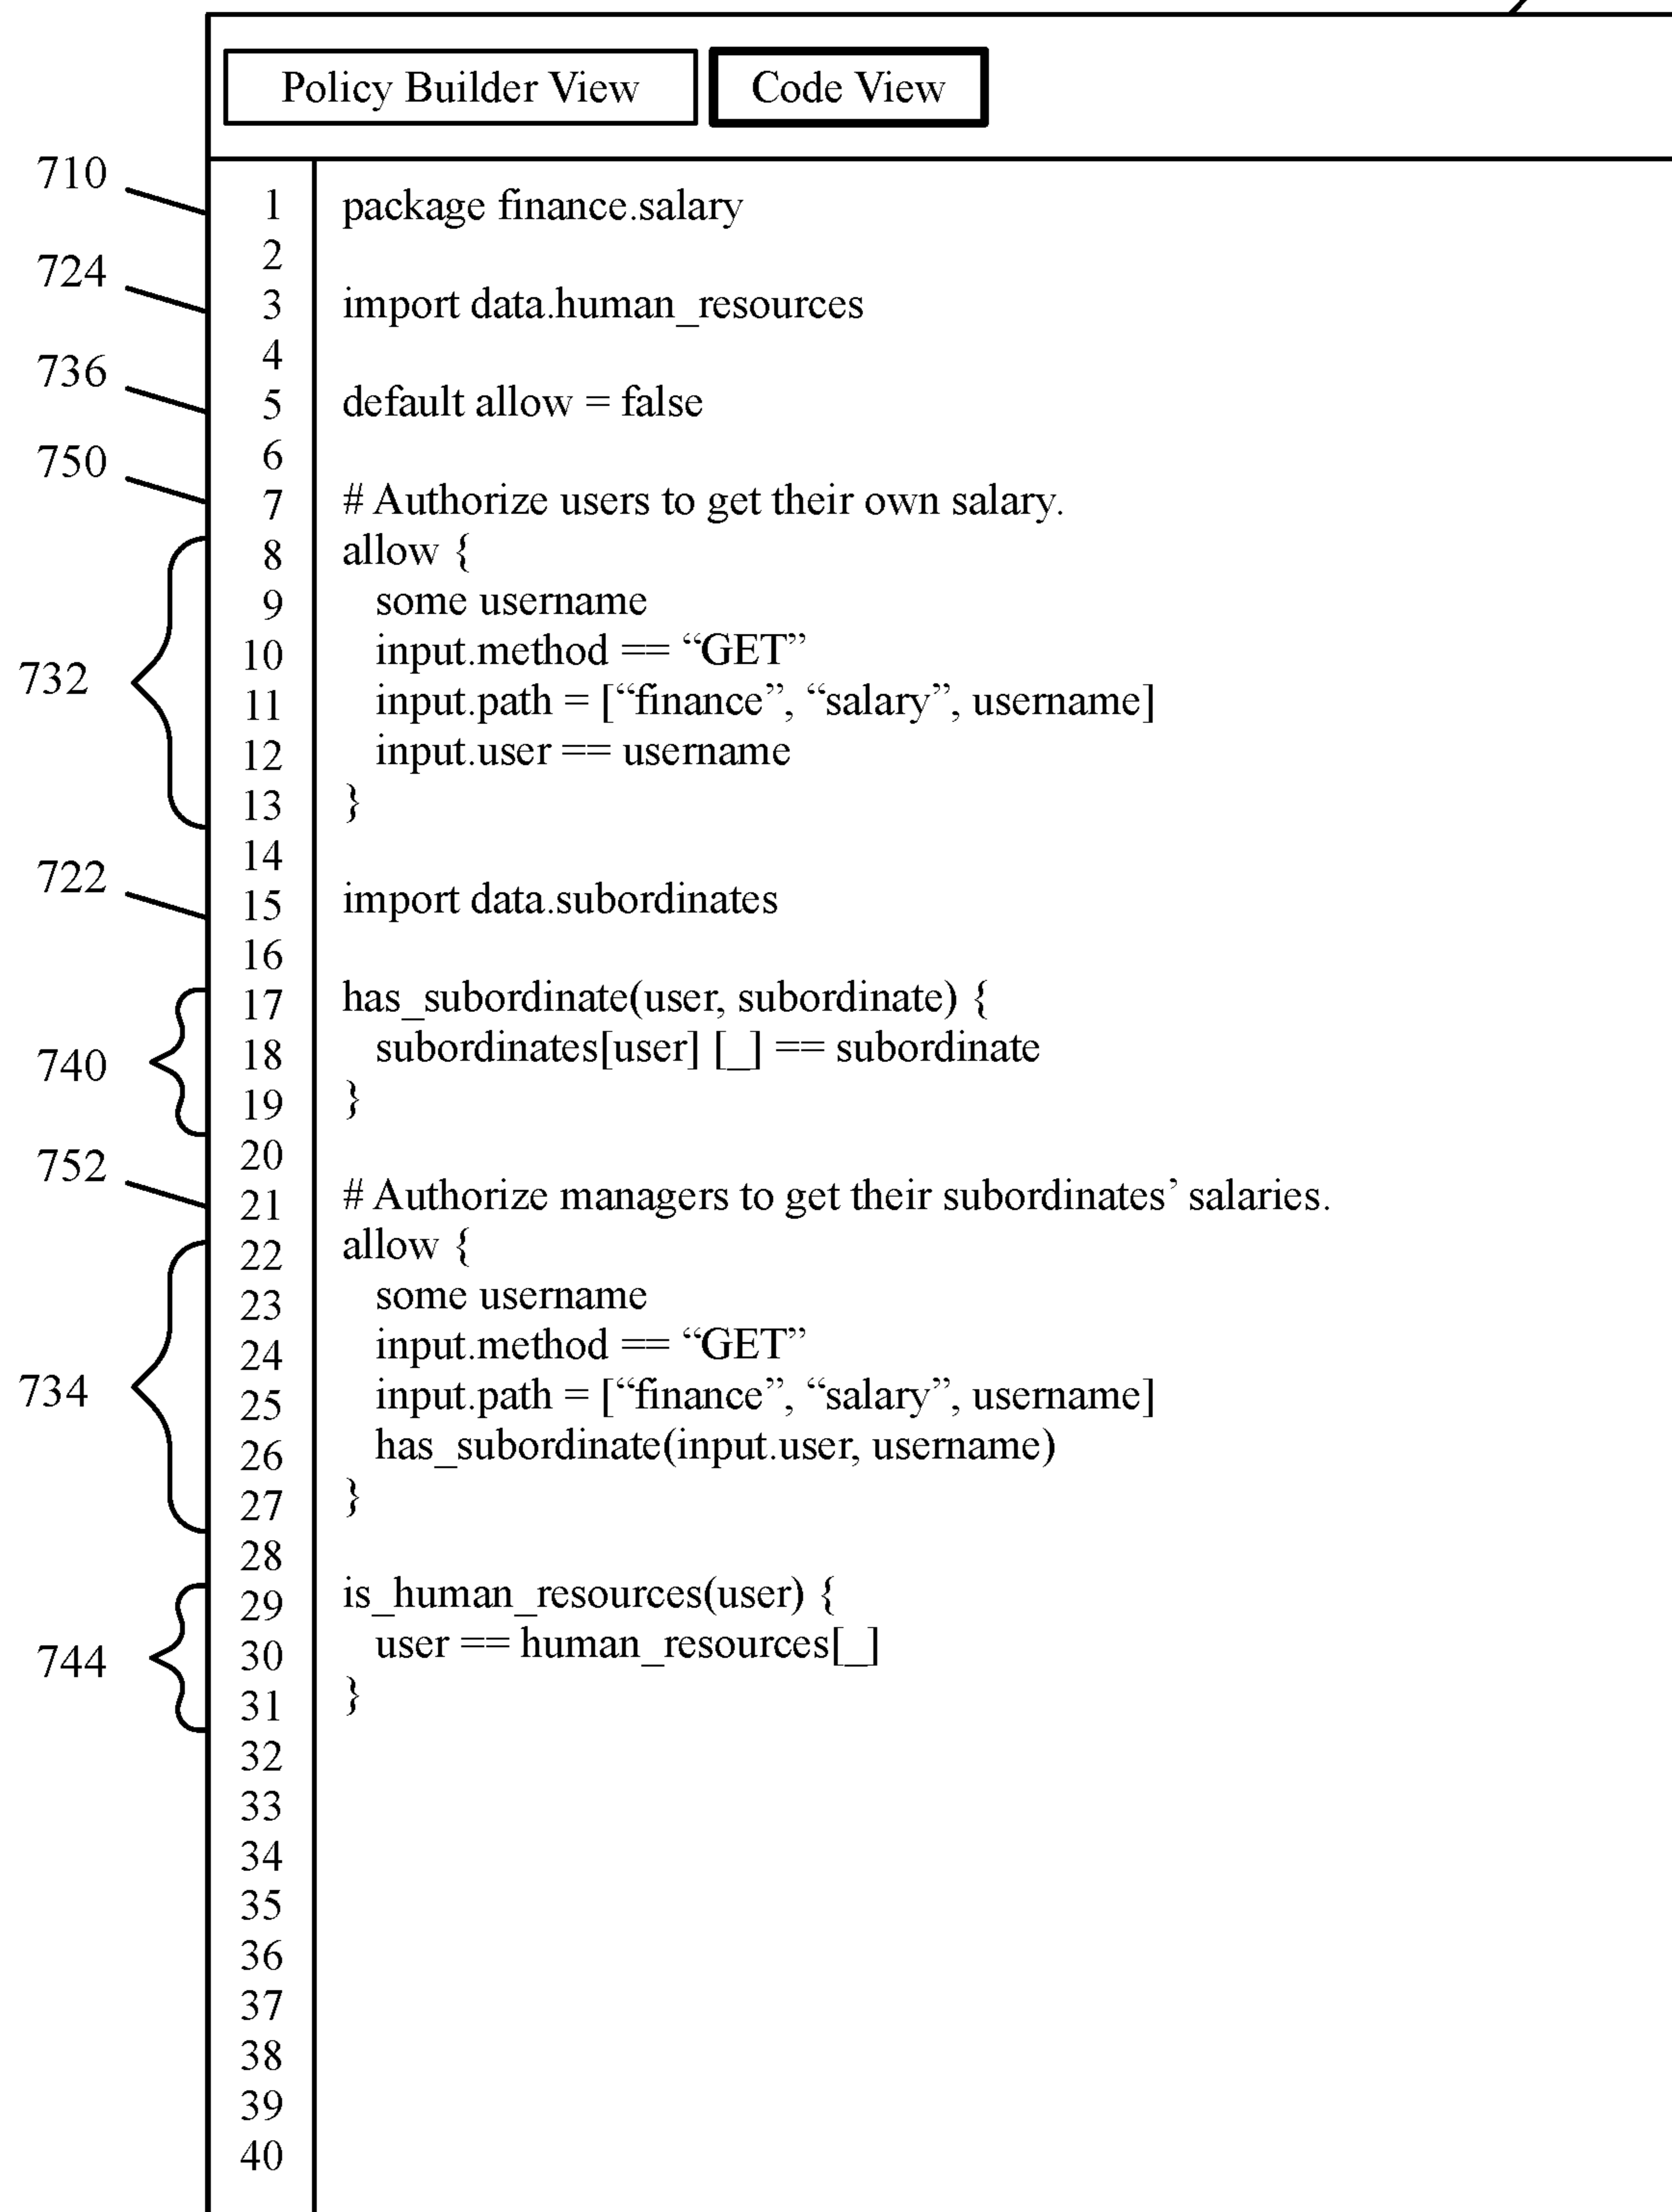 Policy Builder View Code View
710
1 package finance.salary
2
724
3 import data.human_resources
4
736
5 default allow = false
6
750
7 # Authorize users to get their own salary.
8 allow {
9 some username
10 input.method == “GET”
732
11 input.path = [“finance”, “salary”, username]
12 input.user == username
13 }
14
722
15 import data.subordinates
16
17 has_subordinate(user, subordinate) {
740
18 subordinates[user] [_] == subordinate
19 }
20
752
21 # Authorize managers to get their subordinates’ salaries.
22 allow {
23 some username
24 input.method == “GET”
734
25 input.path = [“finance”, “salary”, username]
26 has_subordinate(input.user, username)
27 }
28
29 is_human_resources(user) {
744
30 user == human_resources[_]
31 }
32
33
34
35
36
37
38
39
40